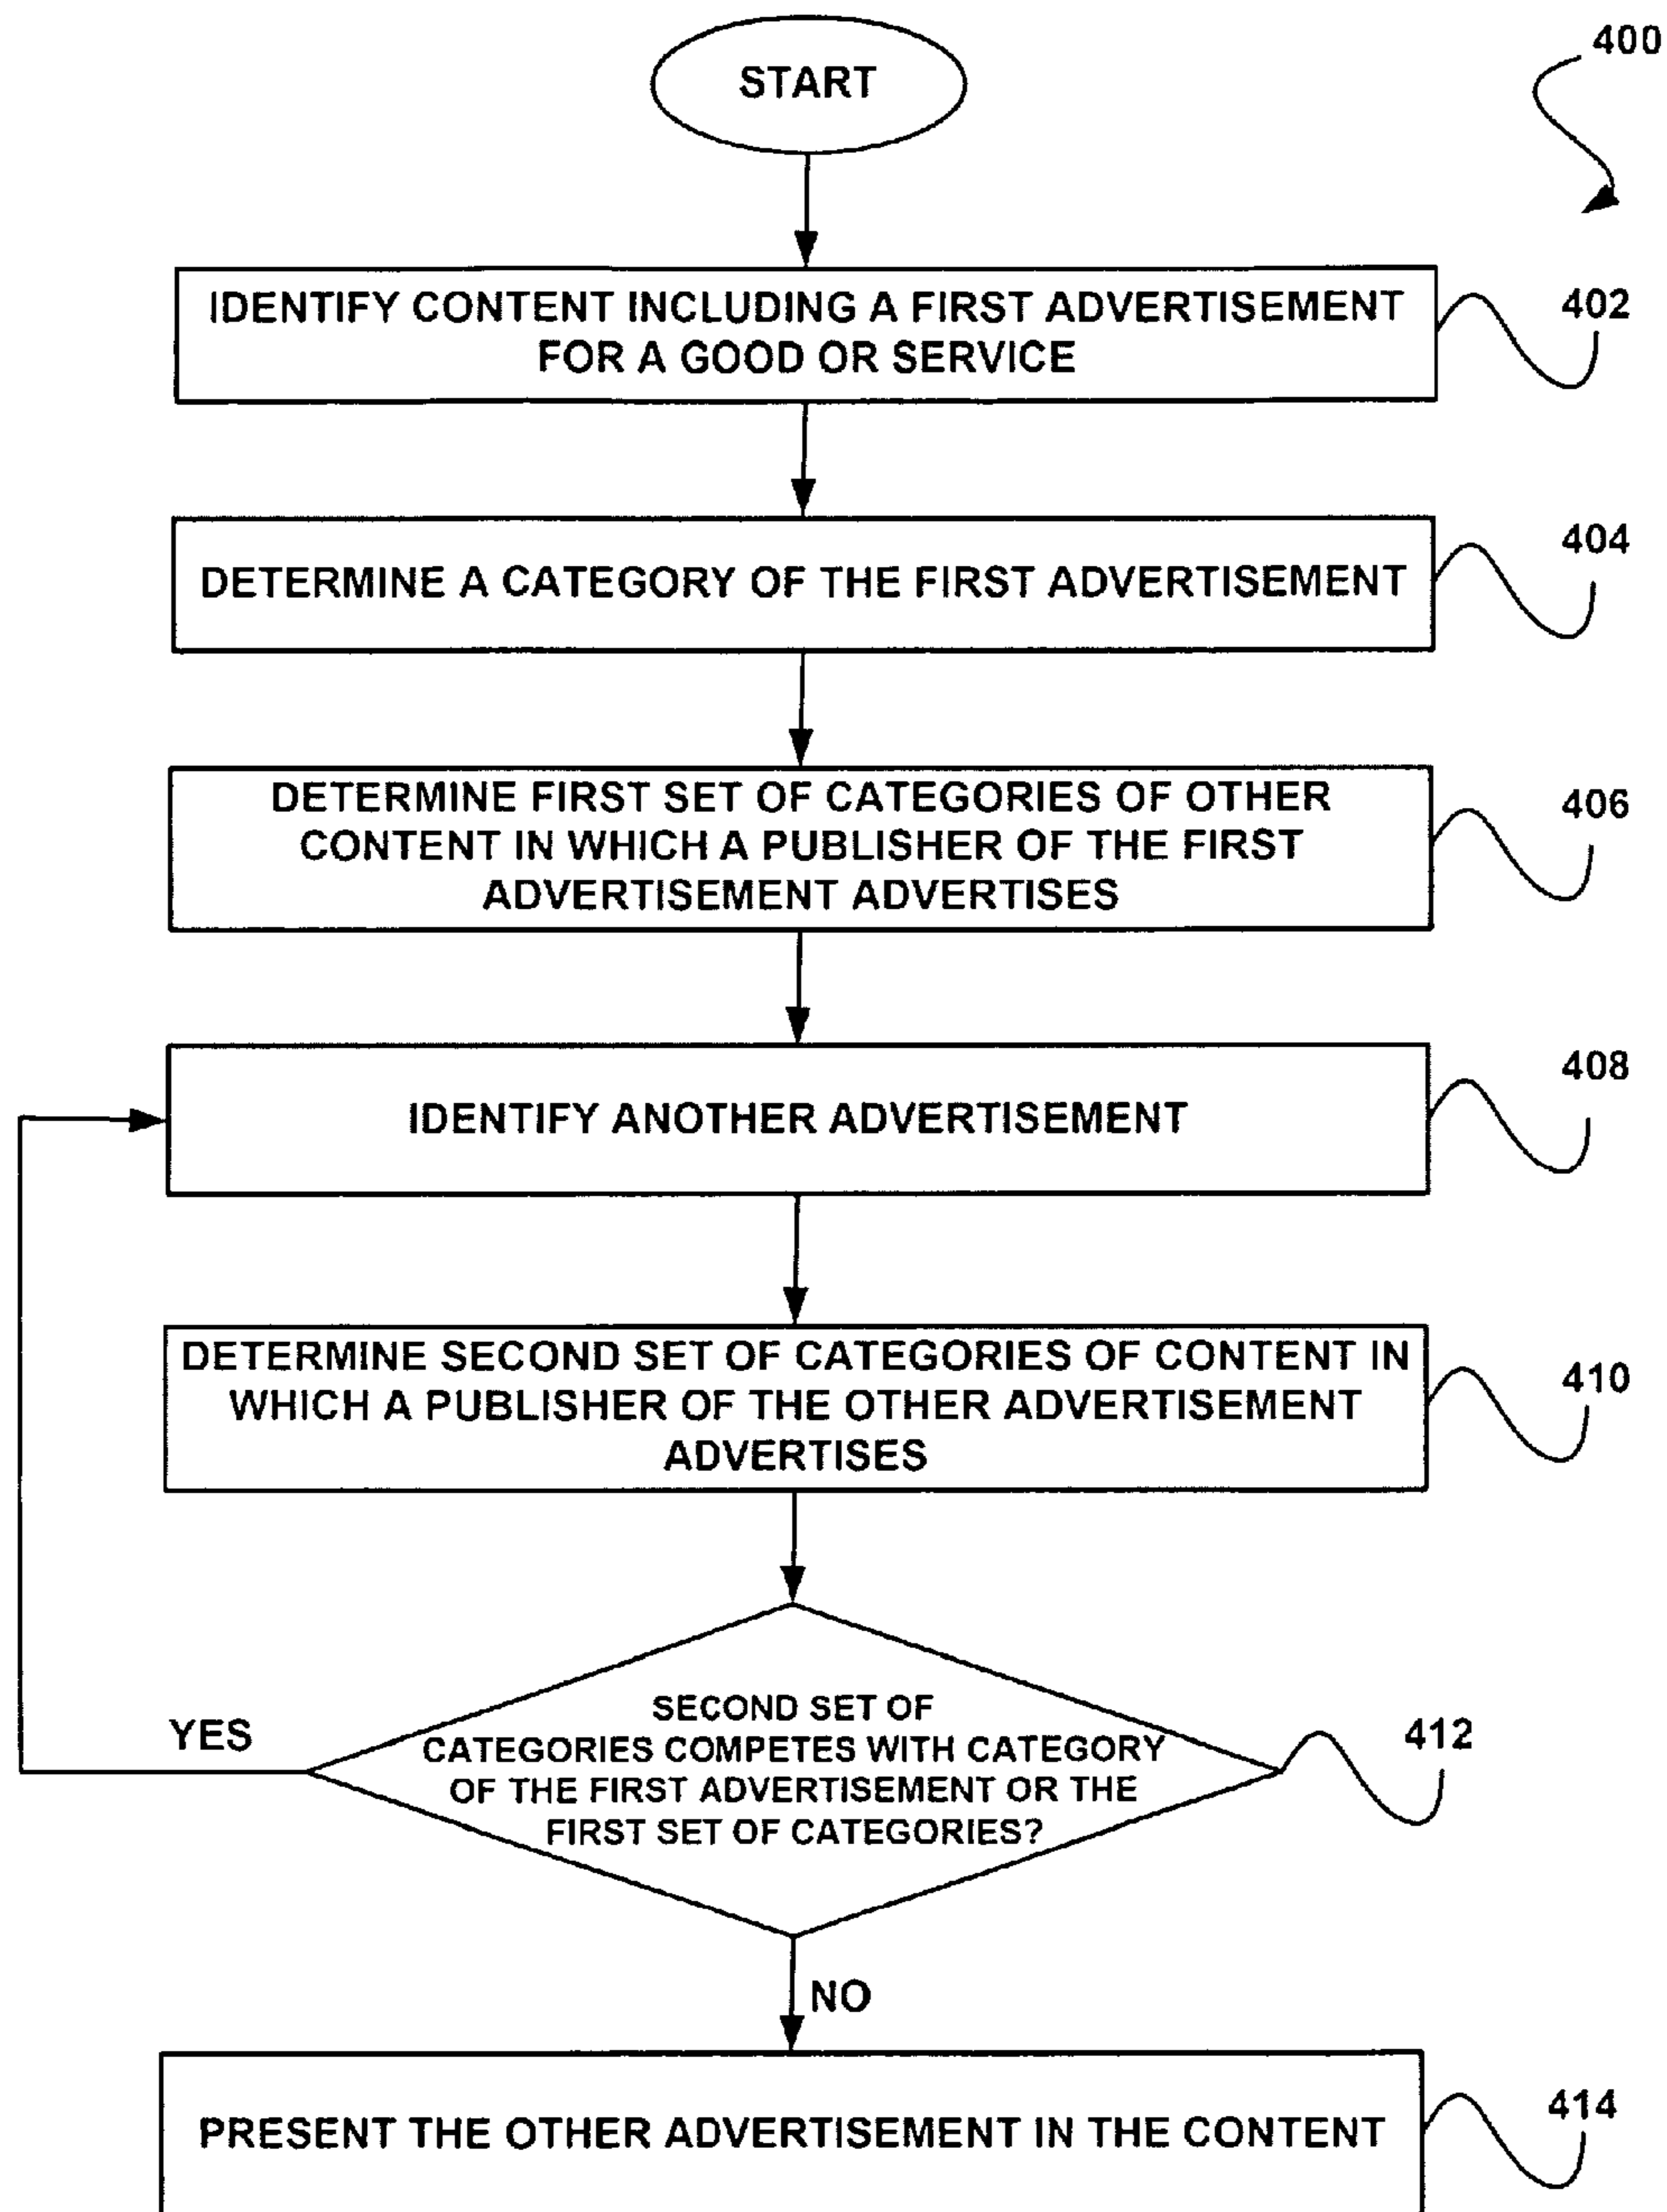 START
400
IDENTIFY CONTENT INCLUDING A FIRST ADVERTISEMENT
FOR A GOOD OR SERVICE
402
DETERMINE A CATEGORY OF THE FIRST ADVERTISEMENT
404
DETERMINE FIRST SET OF CATEGORIES OF OTHER
CONTENT IN WHICH A PUBLISHER OF THE FIRST
ADVERTISEMENT ADVERTISES
406
IDENTIFY ANOTHER ADVERTISEMENT
408
DETERMINE SECOND SET OF CATEGORIES OF CONTENT IN
WHICH A PUBLISHER OF THE OTHER ADVERTISEMENT
ADVERTISES
410
SECOND SET OF
CATEGORIES COMPETES WITH CATEGORY
OF THE FIRST ADVERTISEMENT OR THE
FIRST SET OF CATEGORIES?
412
YES
NO
PRESENT THE OTHER ADVERTISEMENT IN THE CONTENT
414